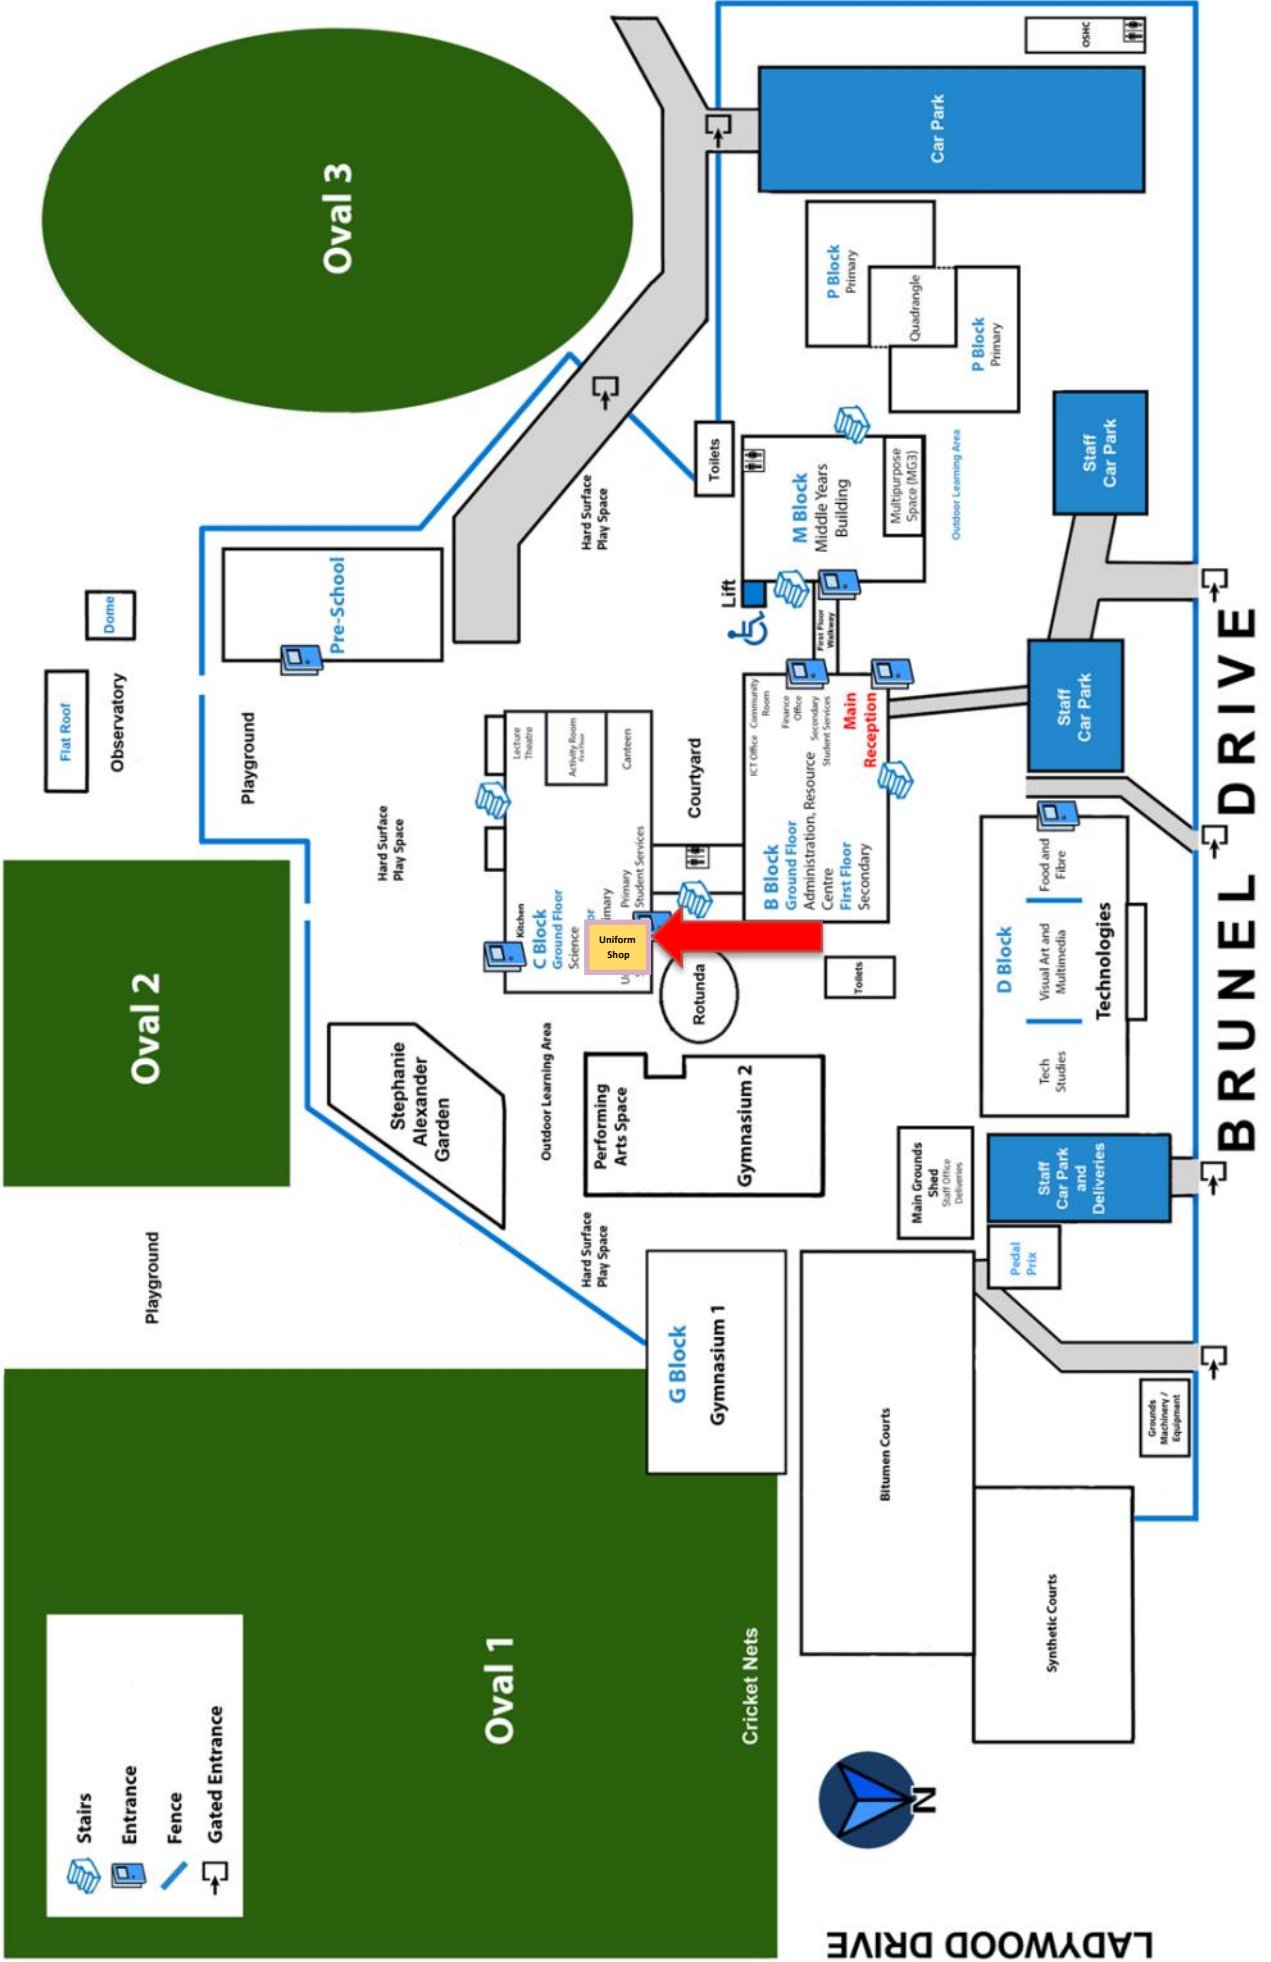 Oval 3
OSHC
Car Park
P Block
Primary
Quadrangle
P Block
Primary
Staff
Car Park
Toilets
M Block
Middle Years
Building
Multipurpose
Space (MG3)
Outdoor Learning Area
Hard Surface
Play Space
Lift
First Floor
Walkway
Pre-School
Dome
Flat Roof
Observatory
Playground
Hard Surface
Play Space
Lecture
Theatre
Activity Room
First Floor
Canteen
Courtyard
Community
Room
ICT Office
Finance
Office
Secondary
Student Services
Main
Reception
Staff
Car Park
B Block
Ground Floor
Administration, Resource
Centre
First Floor
Secondary
Kitchen
C Block
Ground Floor
Science
Primary
Student Services
Uniform
Shop
Rotunda
Toilets
Food and
Fibre
D Block
Visual Art and
Multimedia
Tech
Studies
Technologies
BRUNEL DRIVE
Oval 2
Stephanie
Alexander
Garden
Outdoor Learning Area
Performing
Arts Space
Gymnasium 2
Main Grounds
Shed
Staff Office
Deliveries
Staff
Car Park
and
Deliveries
Pedal
Prix
Playground
Hard Surface
Play Space
G Block
Gymnasium 1
Bitumen Courts
Grounds
Machinery /
Equipment
Synthetic Courts
Oval 1
Cricket Nets
Stairs
Entrance
Fence
Gated Entrance
N
LADYWOOD DRIVE